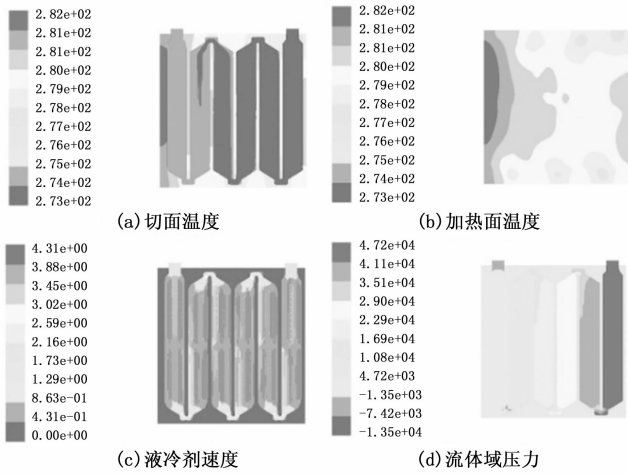 2.82e+02
2.81e+02
2.81e+02
2.80e+02
2.79e+02
2.78e+02
2.77e+02
2.76e+02
2.75e+02
2.74e+02
2.73e+02
(a)切面温度
2.82e+02
2.81e+02
2.81e+02
2.80e+02
2.79e+02
2.78e+02
2.77e+02
2.76e+02
2.75e+02
2.74e+02
2.73e+02
(b)加热面温度
4.31e+00
3.88e+00
3.45e+00
3.02e+00
2.59e+00
2.16e+00
1.73e+00
1.29e+00
8.63e-01
4.31e-01
0.00e+00
(c)液冷剂速度
4.72e+04
4.11e+04
3.51e+04
2.90e+04
2.29e+04
1.69e+04
1.08e+04
4.72e+03
-1.35e+03
-7.42e+03
-1.35e+04
(d)流体域压力